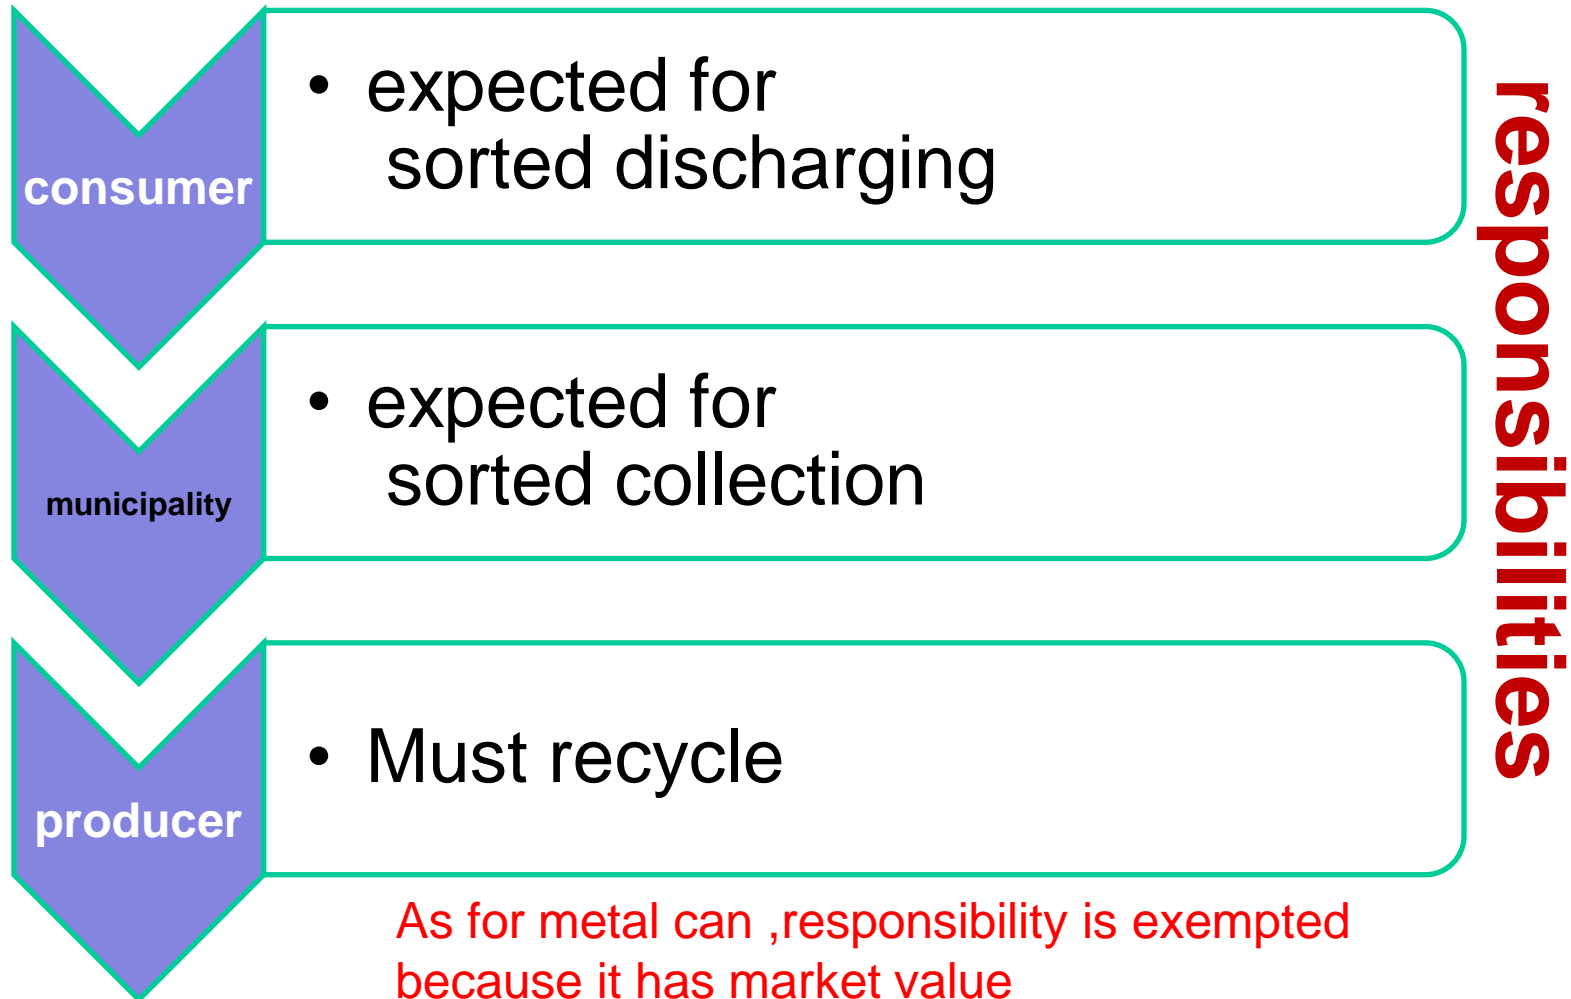 consumer
• expected for
sorted discharging
municipality
• expected for
sorted collection
producer
• Must recycle
As for metal can ,responsibility is exempted
because it has market value
responsibilities